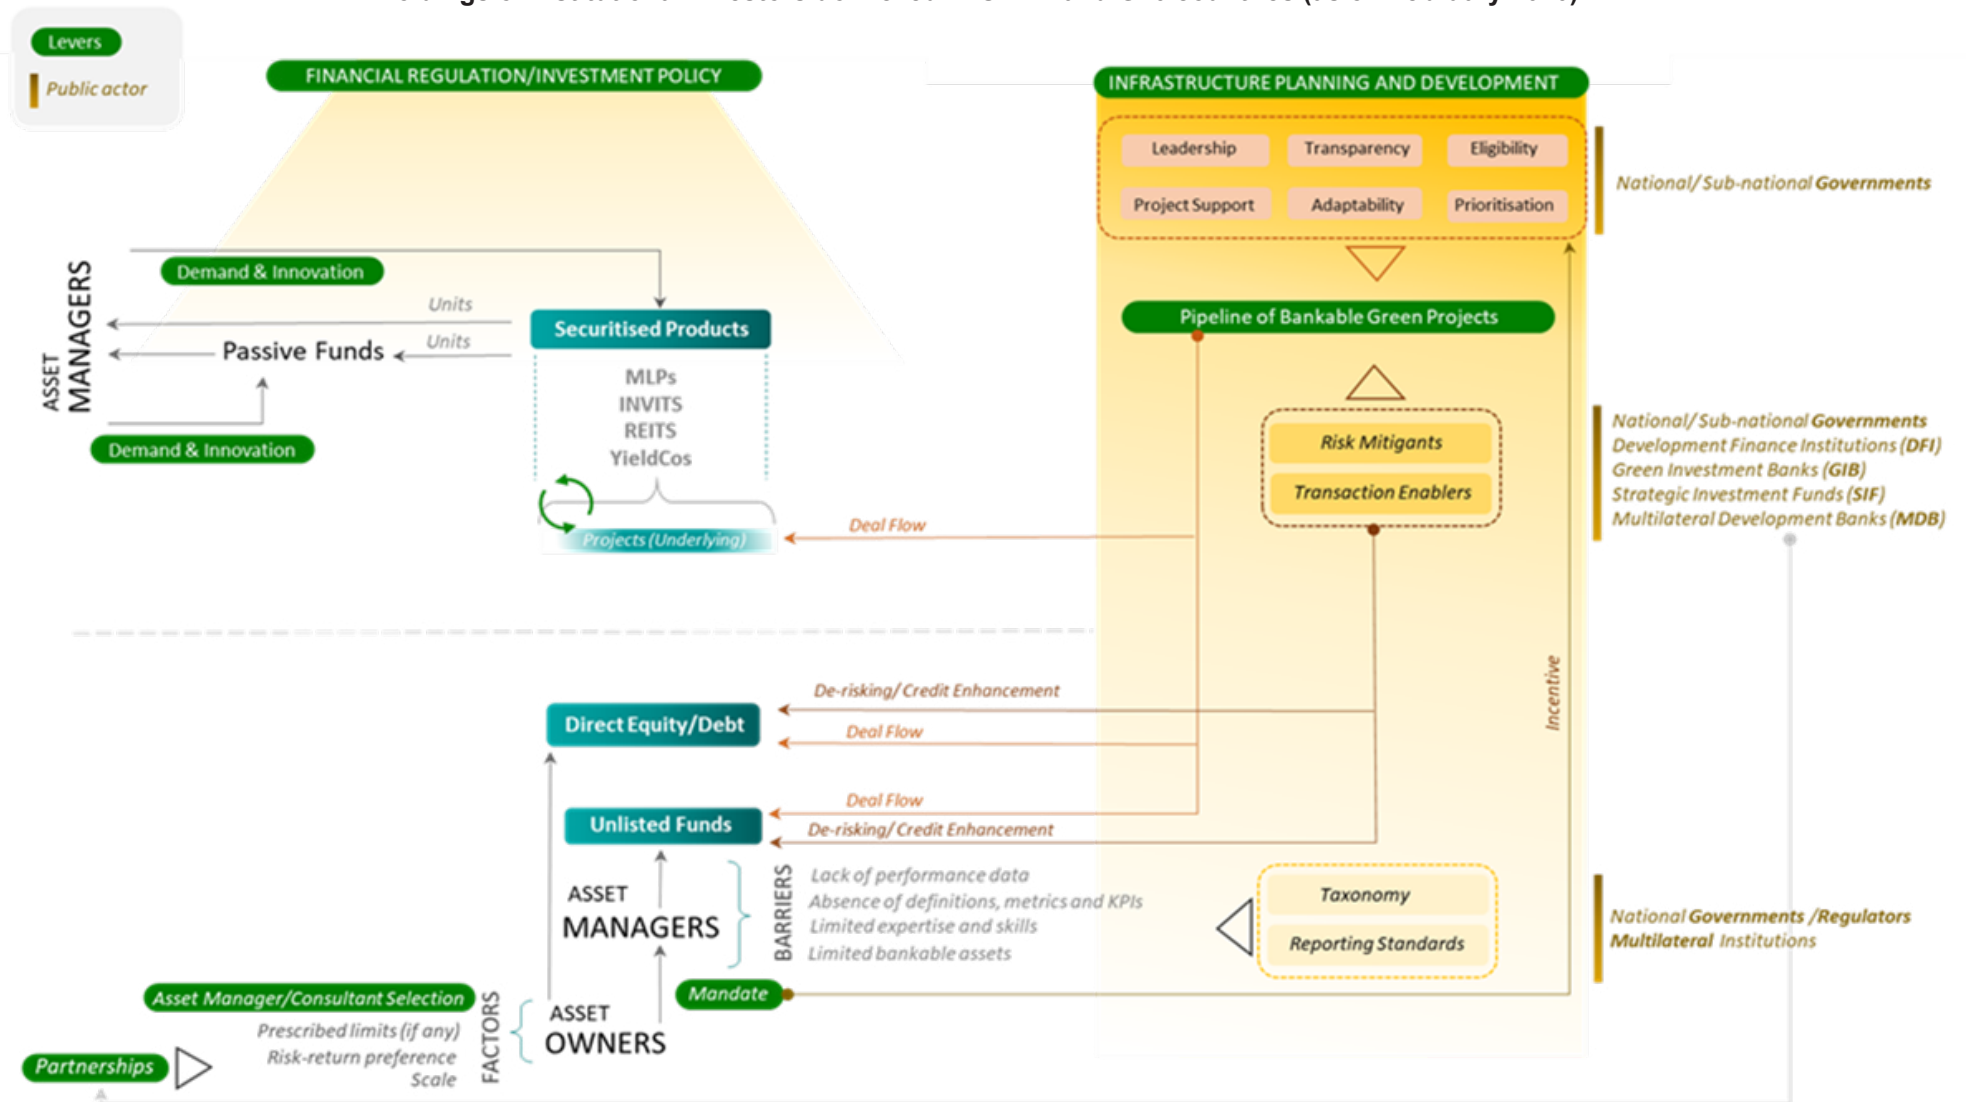 Levers
Public actor
FINANCIAL REGULATION/INVESTMENT POLICY
INFRASTRUCTURE PLANNING AND DEVELOPMENT
Leadership
Transparency
Eligibility
Project Support
Adaptability
Prioritisation
National/ Sub-national Governments
ASSET
MANAGERS
Demand & Innovation
Units
Units
Passive Funds
Demand & Innovation
Securitised Products
MLPs
INVITS
REITS
YieldCos
Projects (Underlying)
Deal Flow
Pipeline of Bankable Green Projects
Risk Mitigants
Transaction Enablers
National/ Sub-national Governments
Development Finance Institutions (DFI)
Green Investment Banks (GIB)
Strategic Investment Funds (SIF)
Multilateral Development Banks (MDB)
Incentive
De-risking/ Credit Enhancement
Direct Equity/Debt
Deal Flow
Deal Flow
Unlisted Funds
De-risking/ Credit Enhancement
ASSET
MANAGERS
BARRIERS
Lack of performance data
Absence of definitions, metrics and KPIs
Limited expertise and skills
Limited bankable assets
Taxonomy
Reporting Standards
National Governments /Regulators
Multilateral Institutions
Mandate
Asset Manager/Consultant Selection
Prescribed limits (if any)
Risk-return preference
Scale
FACTORS
ASSET
OWNERS
Partnerships